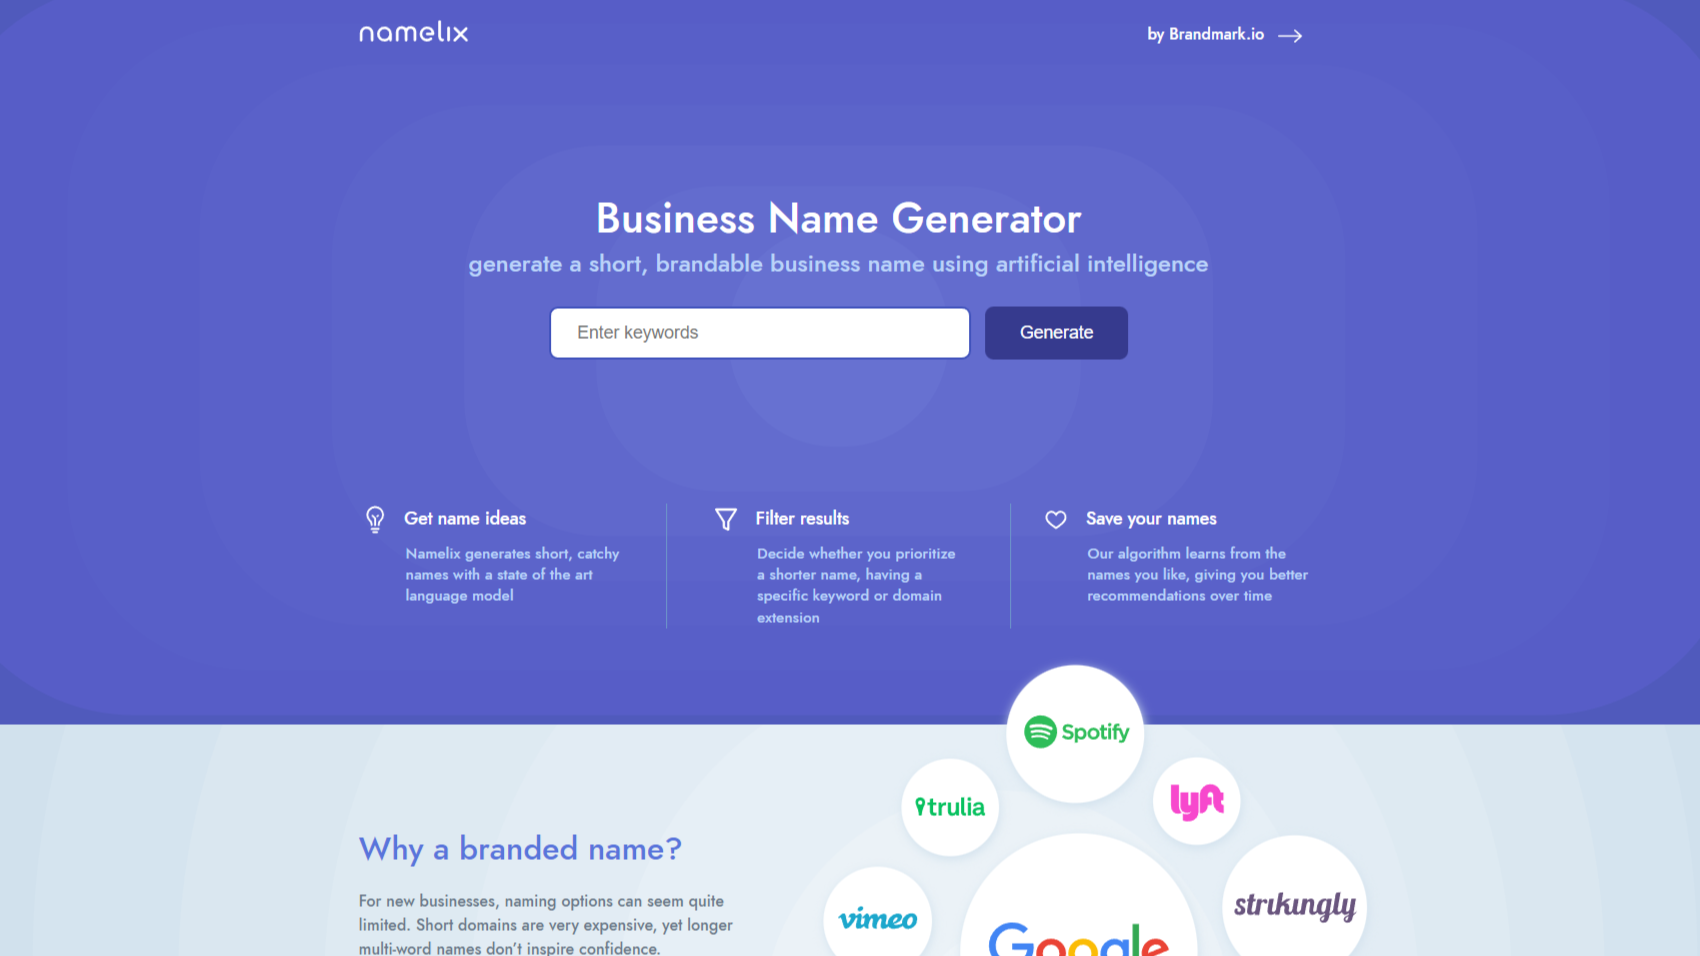 namelix
by Brandmark.io
Business Name Generator
generate a short, brandable business name using artificial intelligence
Enter keywords
Generate
Get name ideas
Namelix generates short, catchy
names with a state of the art
language model
Filter results
Decide whether you prioritize
a shorter name, having a
specific keyword or domain
extension
Save your names
Our algorithm learns from the
names you like, giving you better
recommendations over time
Spotify
trulia
lyft
Why a branded name?
For new businesses, naming options can seem quite
limited. Short domains are very expensive, yet longer
multi-word names don't inspire confidence.
vimeo
Google
strikingly